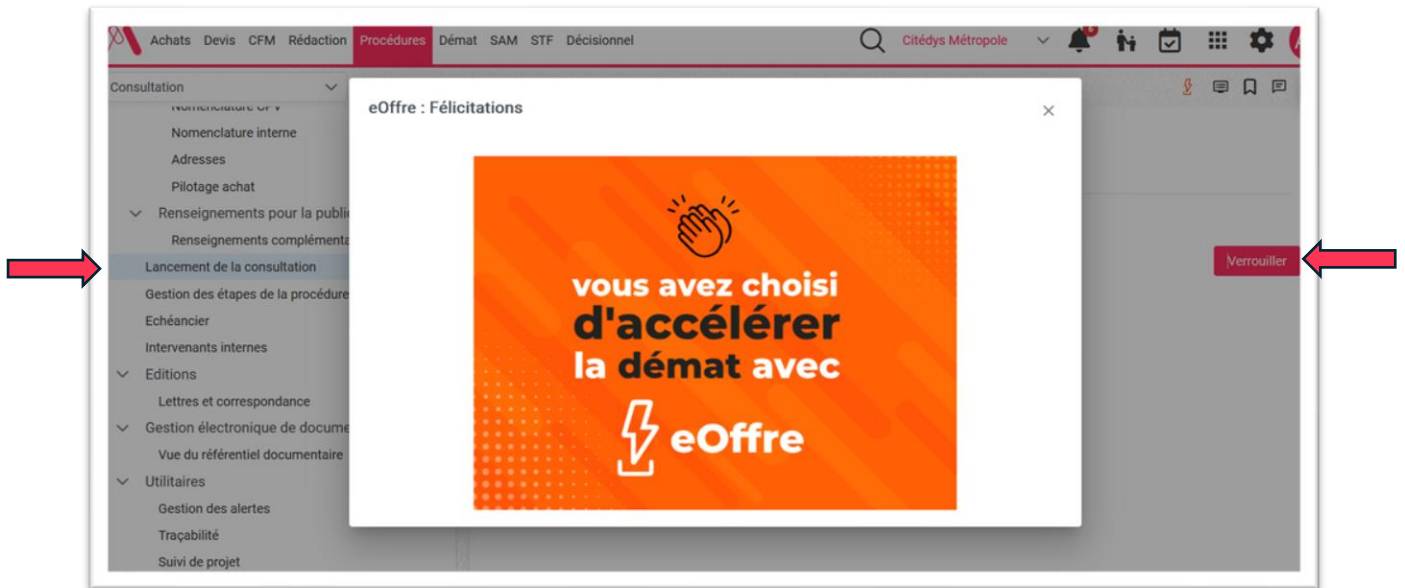 Achats Devis CFM Rédaction Procédures Démat SAM STF Décisionnel Citédys Métropole
Consultation
eOffre : Félicitations
Nomenclature CPV
Nomenclature interne
Adresses
Pilotage achat
Renseignements pour la publi
Renseignements complémenta
Lancement de la consultation
Verrouiller
Gestion des étapes de la procédure
Echéancier
Intervenants internes
Editions
Lettres et correspondance
Gestion électronique de docume
Vue du référentiel documentaire
Utilitaires
Gestion des alertes
Traçabilité
Suivi de projet
vous avez choisi
d'accélérer
la démat avec
eOffre